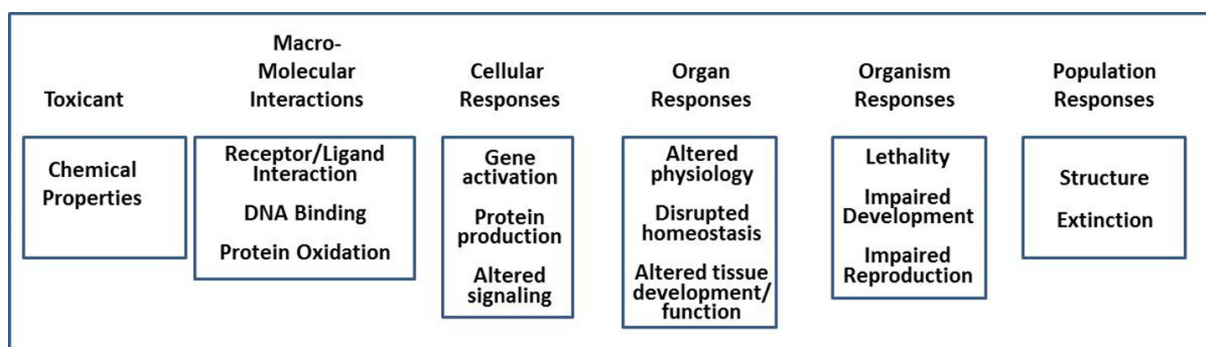 Toxicant
Chemical
Properties
Macro-
Molecular
Interactions
Receptor/Ligand
Interaction
DNA Binding
Protein Oxidation
Cellular
Responses
Gene
activation
Protein
production
Altered
signaling
Organ
Responses
Altered
physiology
Disrupted
homeostasis
Altered tissue
development/
function
Organism
Responses
Lethality
Impaired
Development
Impaired
Reproduction
Population
Responses
Structure
Extinction